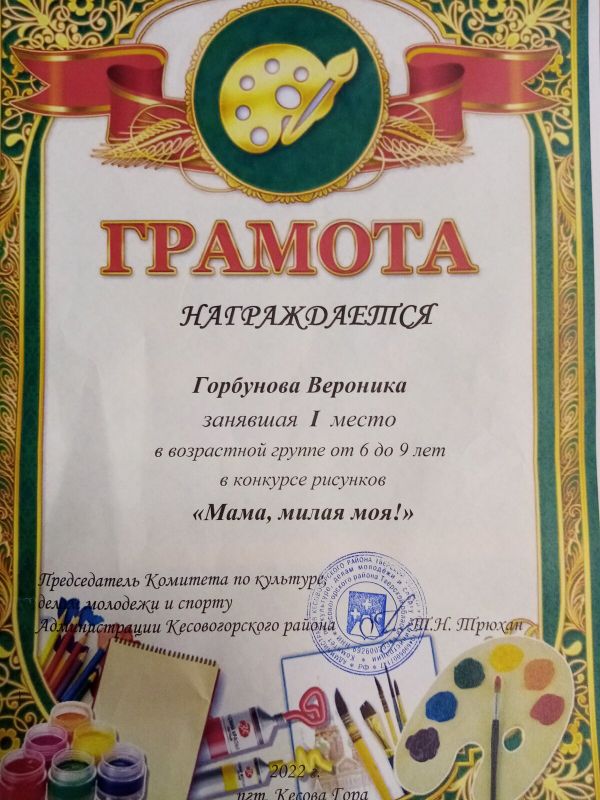 ГРАМОТА
НАГРАЖДАЕТСЯ
Горбунова Вероника
занявшая I место
в возрастной группе от 6 до 9 лет
в конкурсе рисунков
«Мама, милая моя!»
Председатель Комитета по культуре,
делам молодежи и спорту
Администрации Кесовогорского района Т.Н. Трюхан
2022 г.
пгт. Кесова Гора